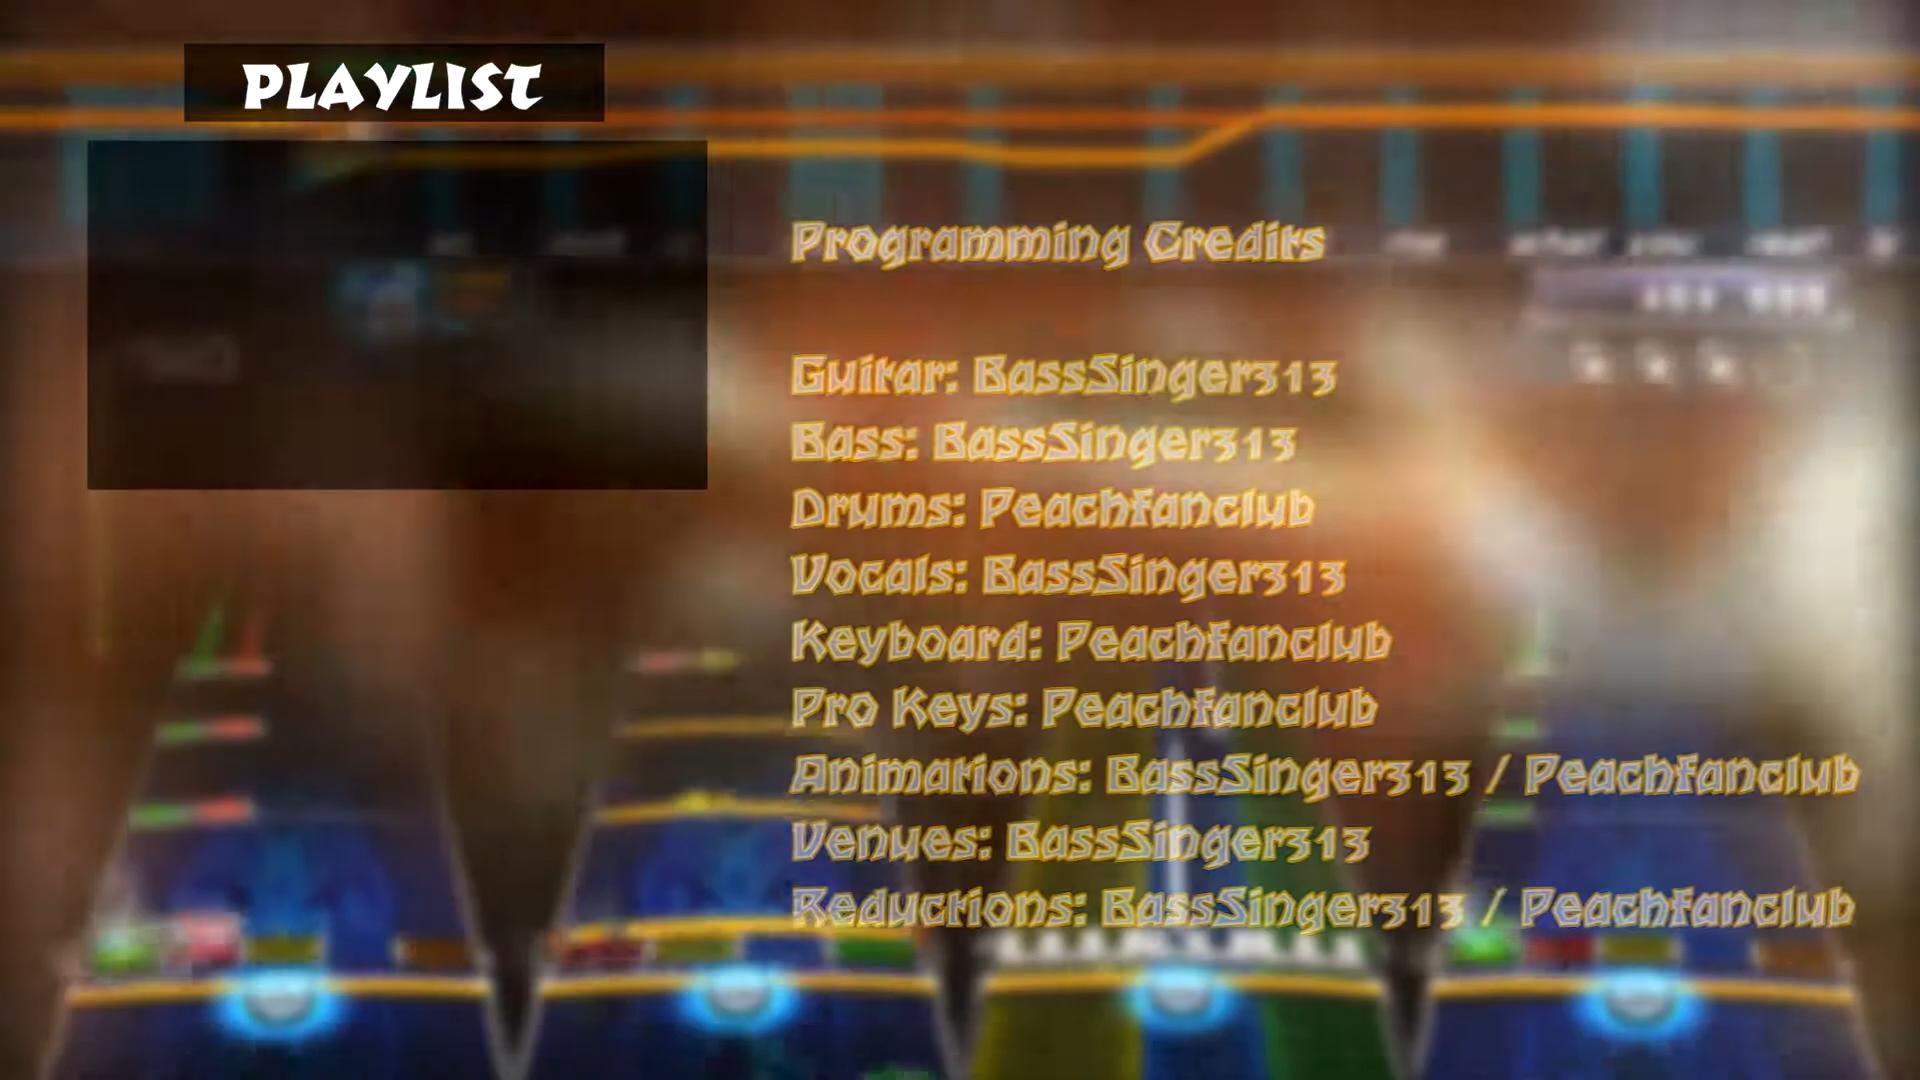 PLAYLIST
Programming Credits
Guitar: BassSinger313
Bass: BassSinger313
Drums: Peachfanclub
Vocals: BassSinger313
Keyboard: Peachfanclub
Pro Keys: Peachfanclub
Animations: BassSinger313 / Peachfanclub
Venues: BassSinger313
Reductions: BassSinger313 / Peachfanclub